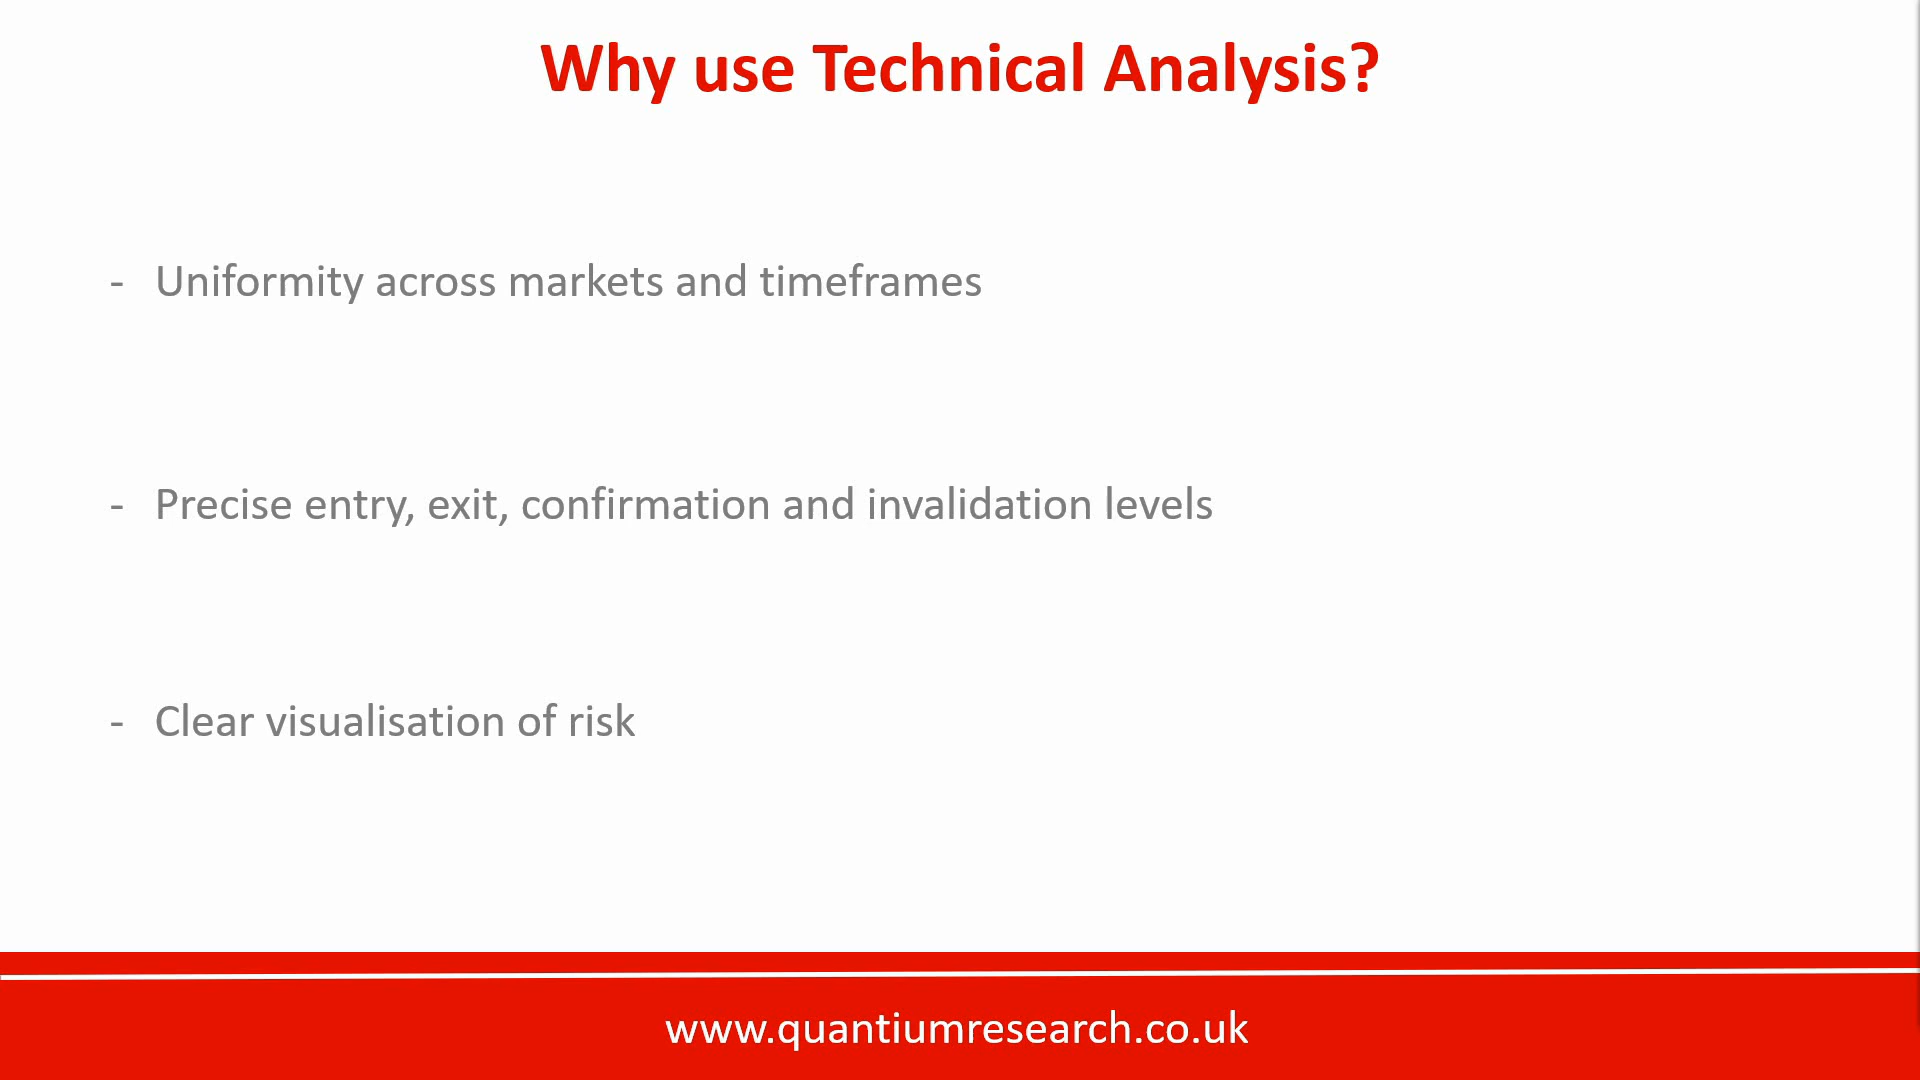 Why use Technical Analysis?
- Uniformity across markets and timeframes
- Precise entry, exit, confirmation and invalidation levels
- Clear visualisation of risk
www.quantiumresearch.co.uk